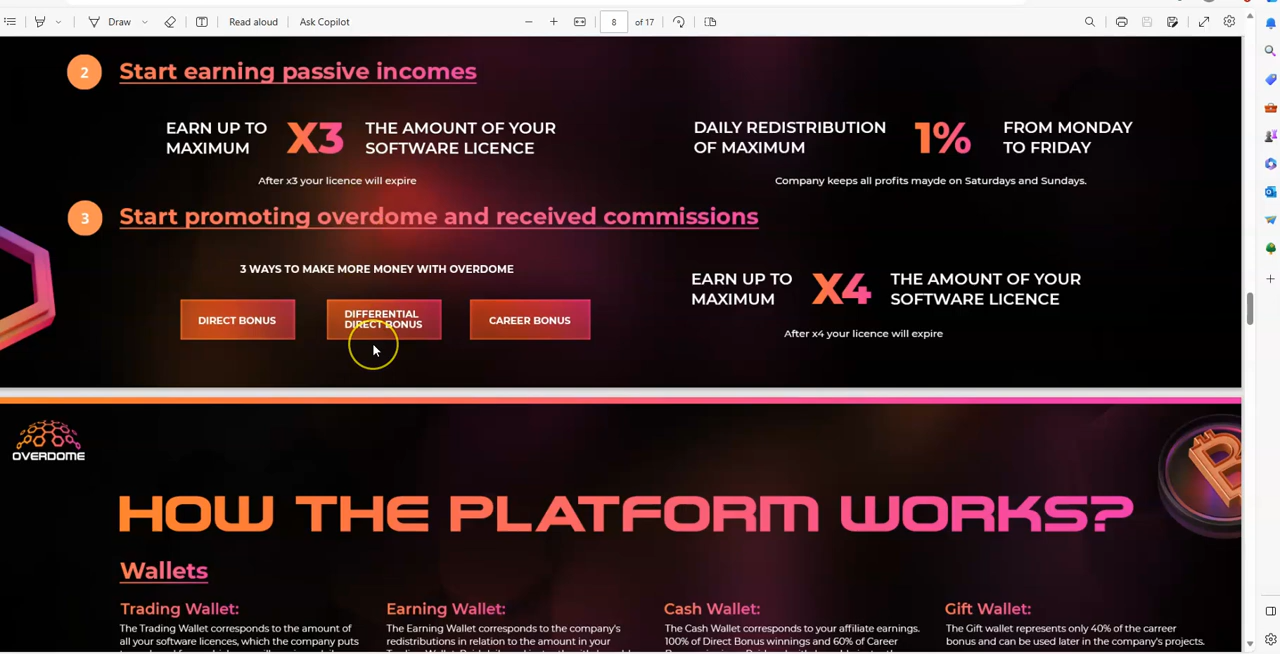 Draw
Read aloud
Ask Copilot
8
of 17
2
Start earning passive incomes
EARN UP TO
MAXIMUM
X3
THE AMOUNT OF YOUR
SOFTWARE LICENCE
After x3 your licence will expire
DAILY REDISTRIBUTION
OF MAXIMUM
1%
FROM MONDAY
TO FRIDAY
Company keeps all profits mayde on Saturdays and Sundays.
3
Start promoting overdome and received commissions
3 WAYS TO MAKE MORE MONEY WITH OVERDOME
DIRECT BONUS
DIFFERENTIAL
DIRECT BONUS
CAREER BONUS
EARN UP TO
MAXIMUM
X4
THE AMOUNT OF YOUR
SOFTWARE LICENCE
After x4 your licence will expire
OVERDOME
HOW THE PLATFORM WORKS?
Wallets
Trading Wallet:
The Trading Wallet corresponds to the amount of
all your software licences, which the company puts
Earning Wallet:
The Earning Wallet corresponds to the company's
redistributions in relation to the amount in your
Cash Wallet:
The Cash Wallet corresponds to your affiliate earnings.
100% of Direct Bonus winnings and 60% of Career
Gift Wallet:
The Gift wallet represents only 40% of the carreer
bonus and can be used later in the company's projects.